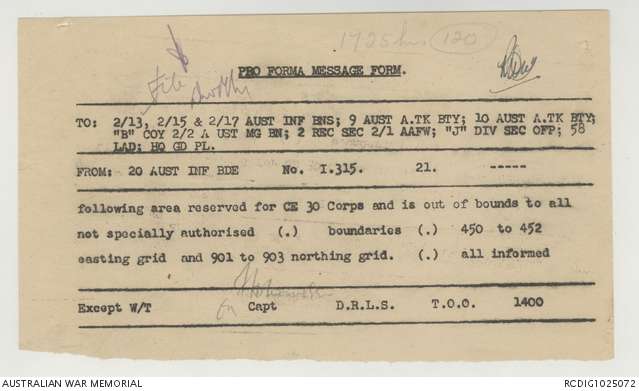 1725hrs (120)
File
PRO FORMA MESSAGE FORM.
TO: 2/13, 2/15 & 2/17 AUST INF BNS; 9 AUST A.TK BTY; 10 AUST A.TK BTY;
"B" COY 2/2 A UST MG BN; 2 REC SEC 2/1 AAFW; "J" DIV SEC OFP; 58
LAD; HQ GD PL.
FROM: 20 AUST INF BDE No. I.315. 21. -----
following area reserved for CE 30 Corps and is out of bounds to all
not specially authorised (.) boundaries (.) 450 to 452
easting grid and 901 to 903 northing grid. (.) all informed
Except W/T Capt D.R.L.S. T.O.O. 1400
AUSTRALIAN WAR MEMORIAL RCDIG1025072